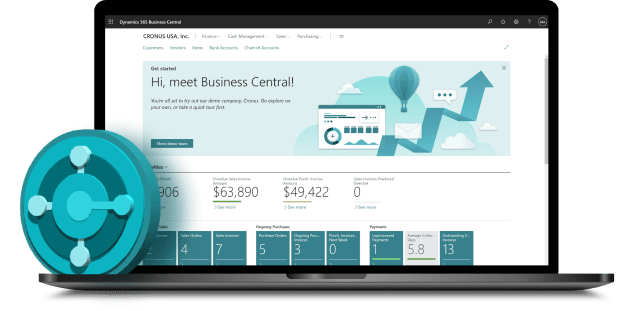 Dynamics 365 Business Central
CRONUS USA, Inc.
Finance
Cash Management
Sales
Purchasing
Customers
Vendors
Items
Bank Accounts
Chart of Accounts
Get started
Hi, meet Business Central!
You're all set to try out our demo company, Cronus. Go explore on
your own, or take a quick tour first.
Show demo tours
Overdue Sales Invoice
Amount
Overdue Purch. Invoice
Amount
Sales Invoices Predicted
Overdue
906
$63,890
$49,422
0
> See more
> See more
> See more
Ongoing Purchases
Payments
Sales Orders
Sales Invoices
Purchase Orders
Ongoing Purc...
Invoices
Purch. Invoices
Next Week
Unprocessed
Payments
Average Collec...
Days
Outstanding
Invoices
4
7
5
3
0
1
5.8
13